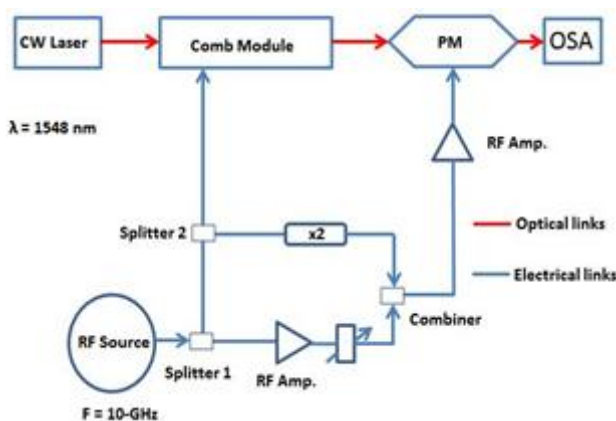 CW Laser
Comb Module
PM
OSA
λ = 1548 nm
RF Amp.
Splitter 2
x2
Optical links
Electrical links
Combiner
RF Source
Splitter 1
RF Amp.
F = 10-GHz